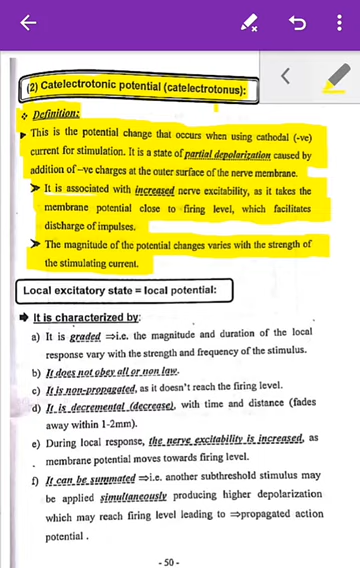 (2) Catelectrotonic potential (catelectrotonus):
❖ Definition:
This is the potential change that occurs when using cathodal (-ve)
current for stimulation. It is a state of partial depolarization caused by
addition of -ve charges at the outer surface of the nerve membrane.
➤ It is associated with increased nerve excitability, as it takes the
membrane potential close to firing level, which facilitates
discharge of impulses.
➤ The magnitude of the potential changes varies with the strength of
the stimulating current.
Local excitatory state = local potential:
It is characterized by:
a) It is graded ⇒i.e. the magnitude and duration of the local
response vary with the strength and frequency of the stimulus.
b) It does not obey all or non law.
c) It is non-propagated, as it doesn't reach the firing level.
d) It is decremental (decrease), with time and distance (fades
away within 1-2mm).
e) During local response, the nerve excitability is increased, as
membrane potential moves towards firing level.
f) It can be summated ⇒i.e. another subthreshold stimulus may
be applied simultaneously producing higher depolarization
which may reach firing level leading to ⇒propagated action
potential .
- 50 -